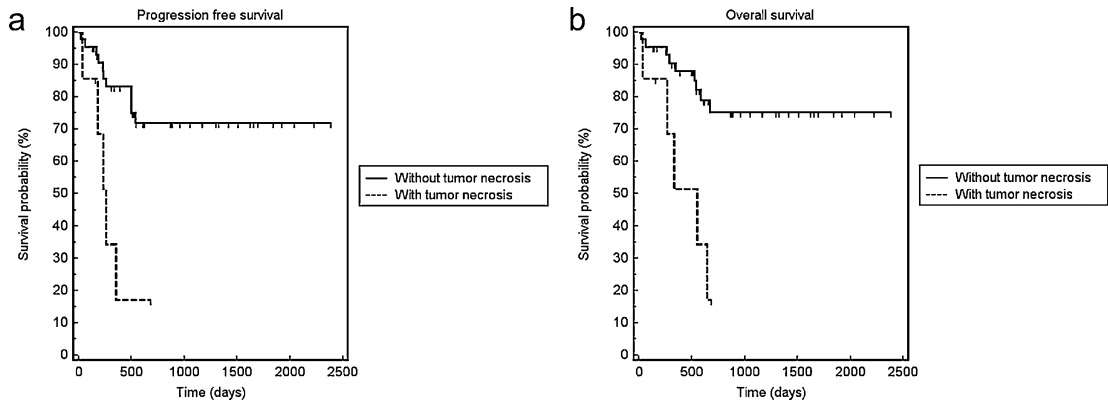 a
Progression free survival
Survival probability (%)
100
90
80
70
60
50
40
30
20
10
0
0 500 1000 1500 2000 2500
Time (days)
Without tumor necrosis
With tumor necrosis
b
Overall survival
Survival probability (%)
100
90
80
70
60
50
40
30
20
10
0
0 500 1000 1500 2000 2500
Time (days)
Without tumor necrosis
With tumor necrosis